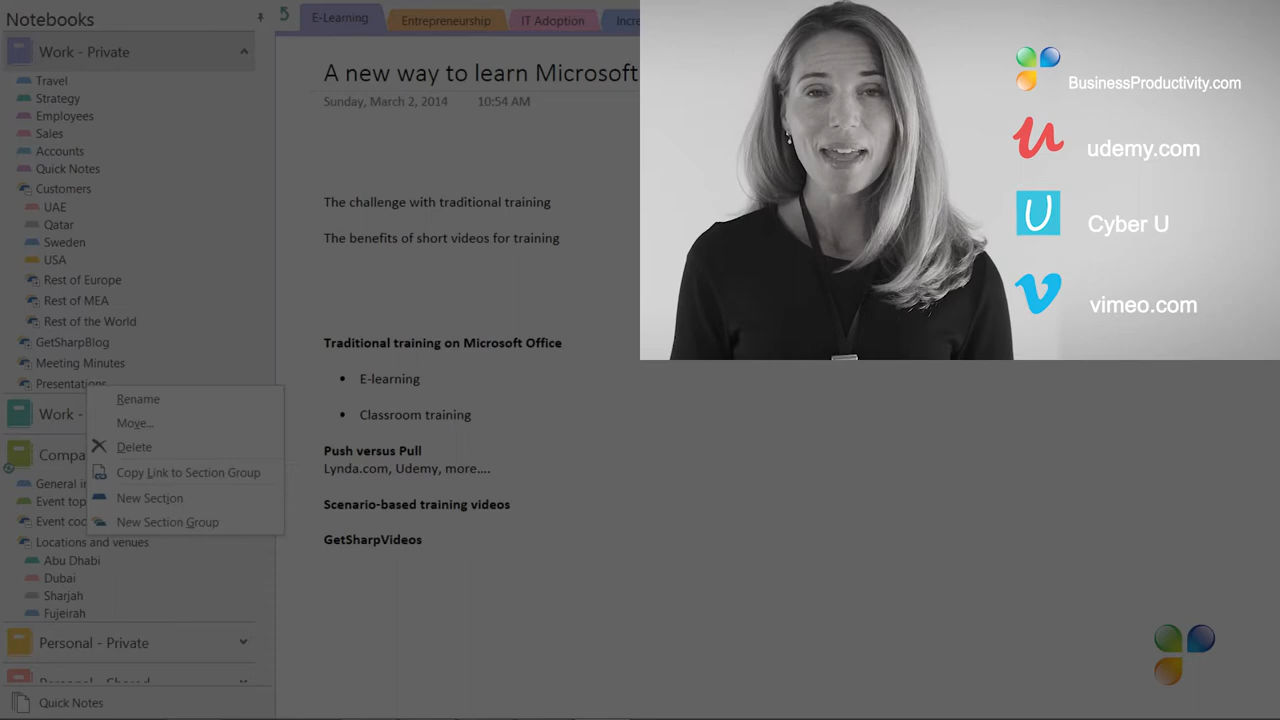 Notebooks
Work - Private
Travel
Strategy
Employees
Sales
Accounts
Quick Notes
Customers
UAE
Qatar
Sweden
USA
Rest of Europe
Rest of MEA
Rest of the World
GetSharpBlog
Meeting Minutes
Presentations
Work -
Compa
General in
Event top
Event coo
Locations and venues
Abu Dhabi
Dubai
Sharjah
Fujeirah
Personal - Private
Personal - Shared
Quick Notes
Rename
Move...
Delete
Copy Link to Section Group
New Section
New Section Group
E-Learning
Entrepreneurship
IT Adoption
Incre
A new way to learn Microsoft
Sunday, March 2, 2014 10:54 AM
The challenge with traditional training
The benefits of short videos for training
Traditional training on Microsoft Office
• E-learning
• Classroom training
Push versus Pull
Lynda.com, Udemy, more....
Scenario-based training videos
GetSharpVideos
BusinessProductivity.com
udemy.com
Cyber U
vimeo.com